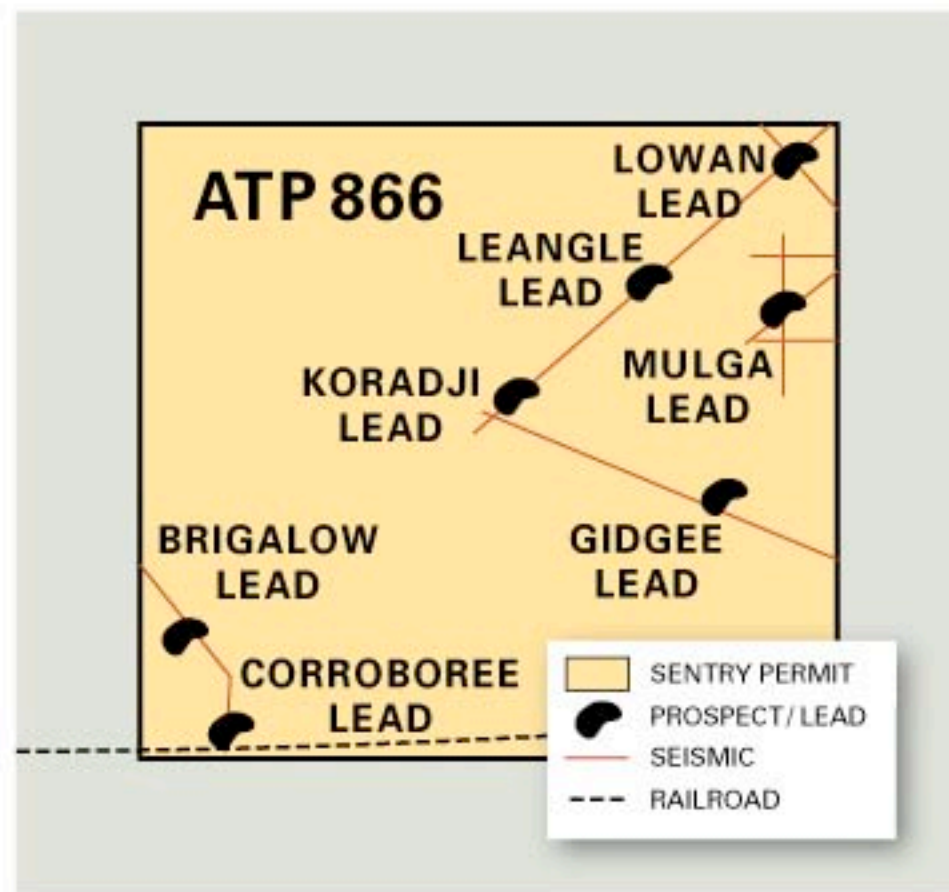 ATP 866
LOWAN
LEAD
LEANGLE
LEAD
KORADJI
LEAD
MULGA
LEAD
BRIGALOW
LEAD
GIDGEE
LEAD
CORROBOREE
LEAD
SENTRY PERMIT
PROSPECT/LEAD
SEISMIC
RAILROAD